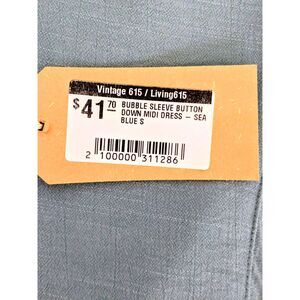 Vintage 615 / Living615
$41.70 BUBBLE SLEEVE BUTTON
DOWN MIDI DRESS – SEA
BLUE S
2 100000 311286